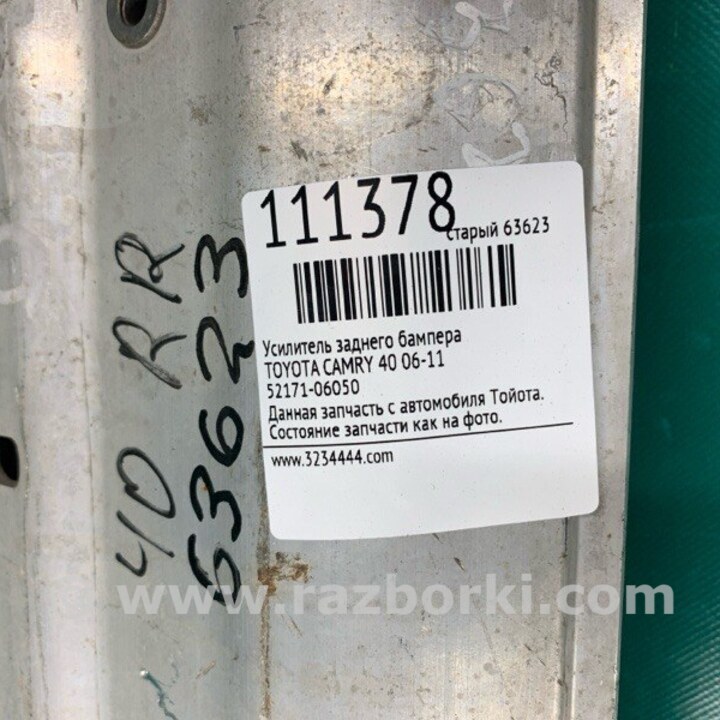 111378
старый 63623
Усилитель заднего бампера
TOYOTA CAMRY 40 06-11
52171-06050
Данная запчасть с автомобиля Тойота.
Состояние запчасти как на фото.
www.3234444.com
40 RR
63623
www.razborki.com